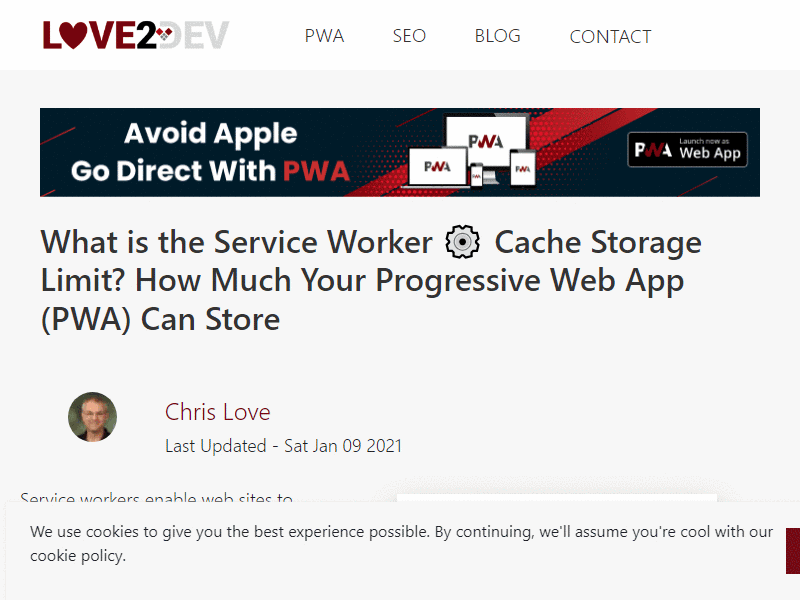 LOVE2DEV
PWA
SEO
BLOG
CONTACT
Avoid Apple
Go Direct With PWA
PWA
PWA
PWA
PWA
PWA
Launch now as
Web App
What is the Service Worker Cache Storage
Limit? How Much Your Progressive Web App
(PWA) Can Store
Chris Love
Last Updated - Sat Jan 09 2021
Service workers enable web sites to
We use cookies to give you the best experience possible. By continuing, we'll assume you're cool with our
cookie policy.